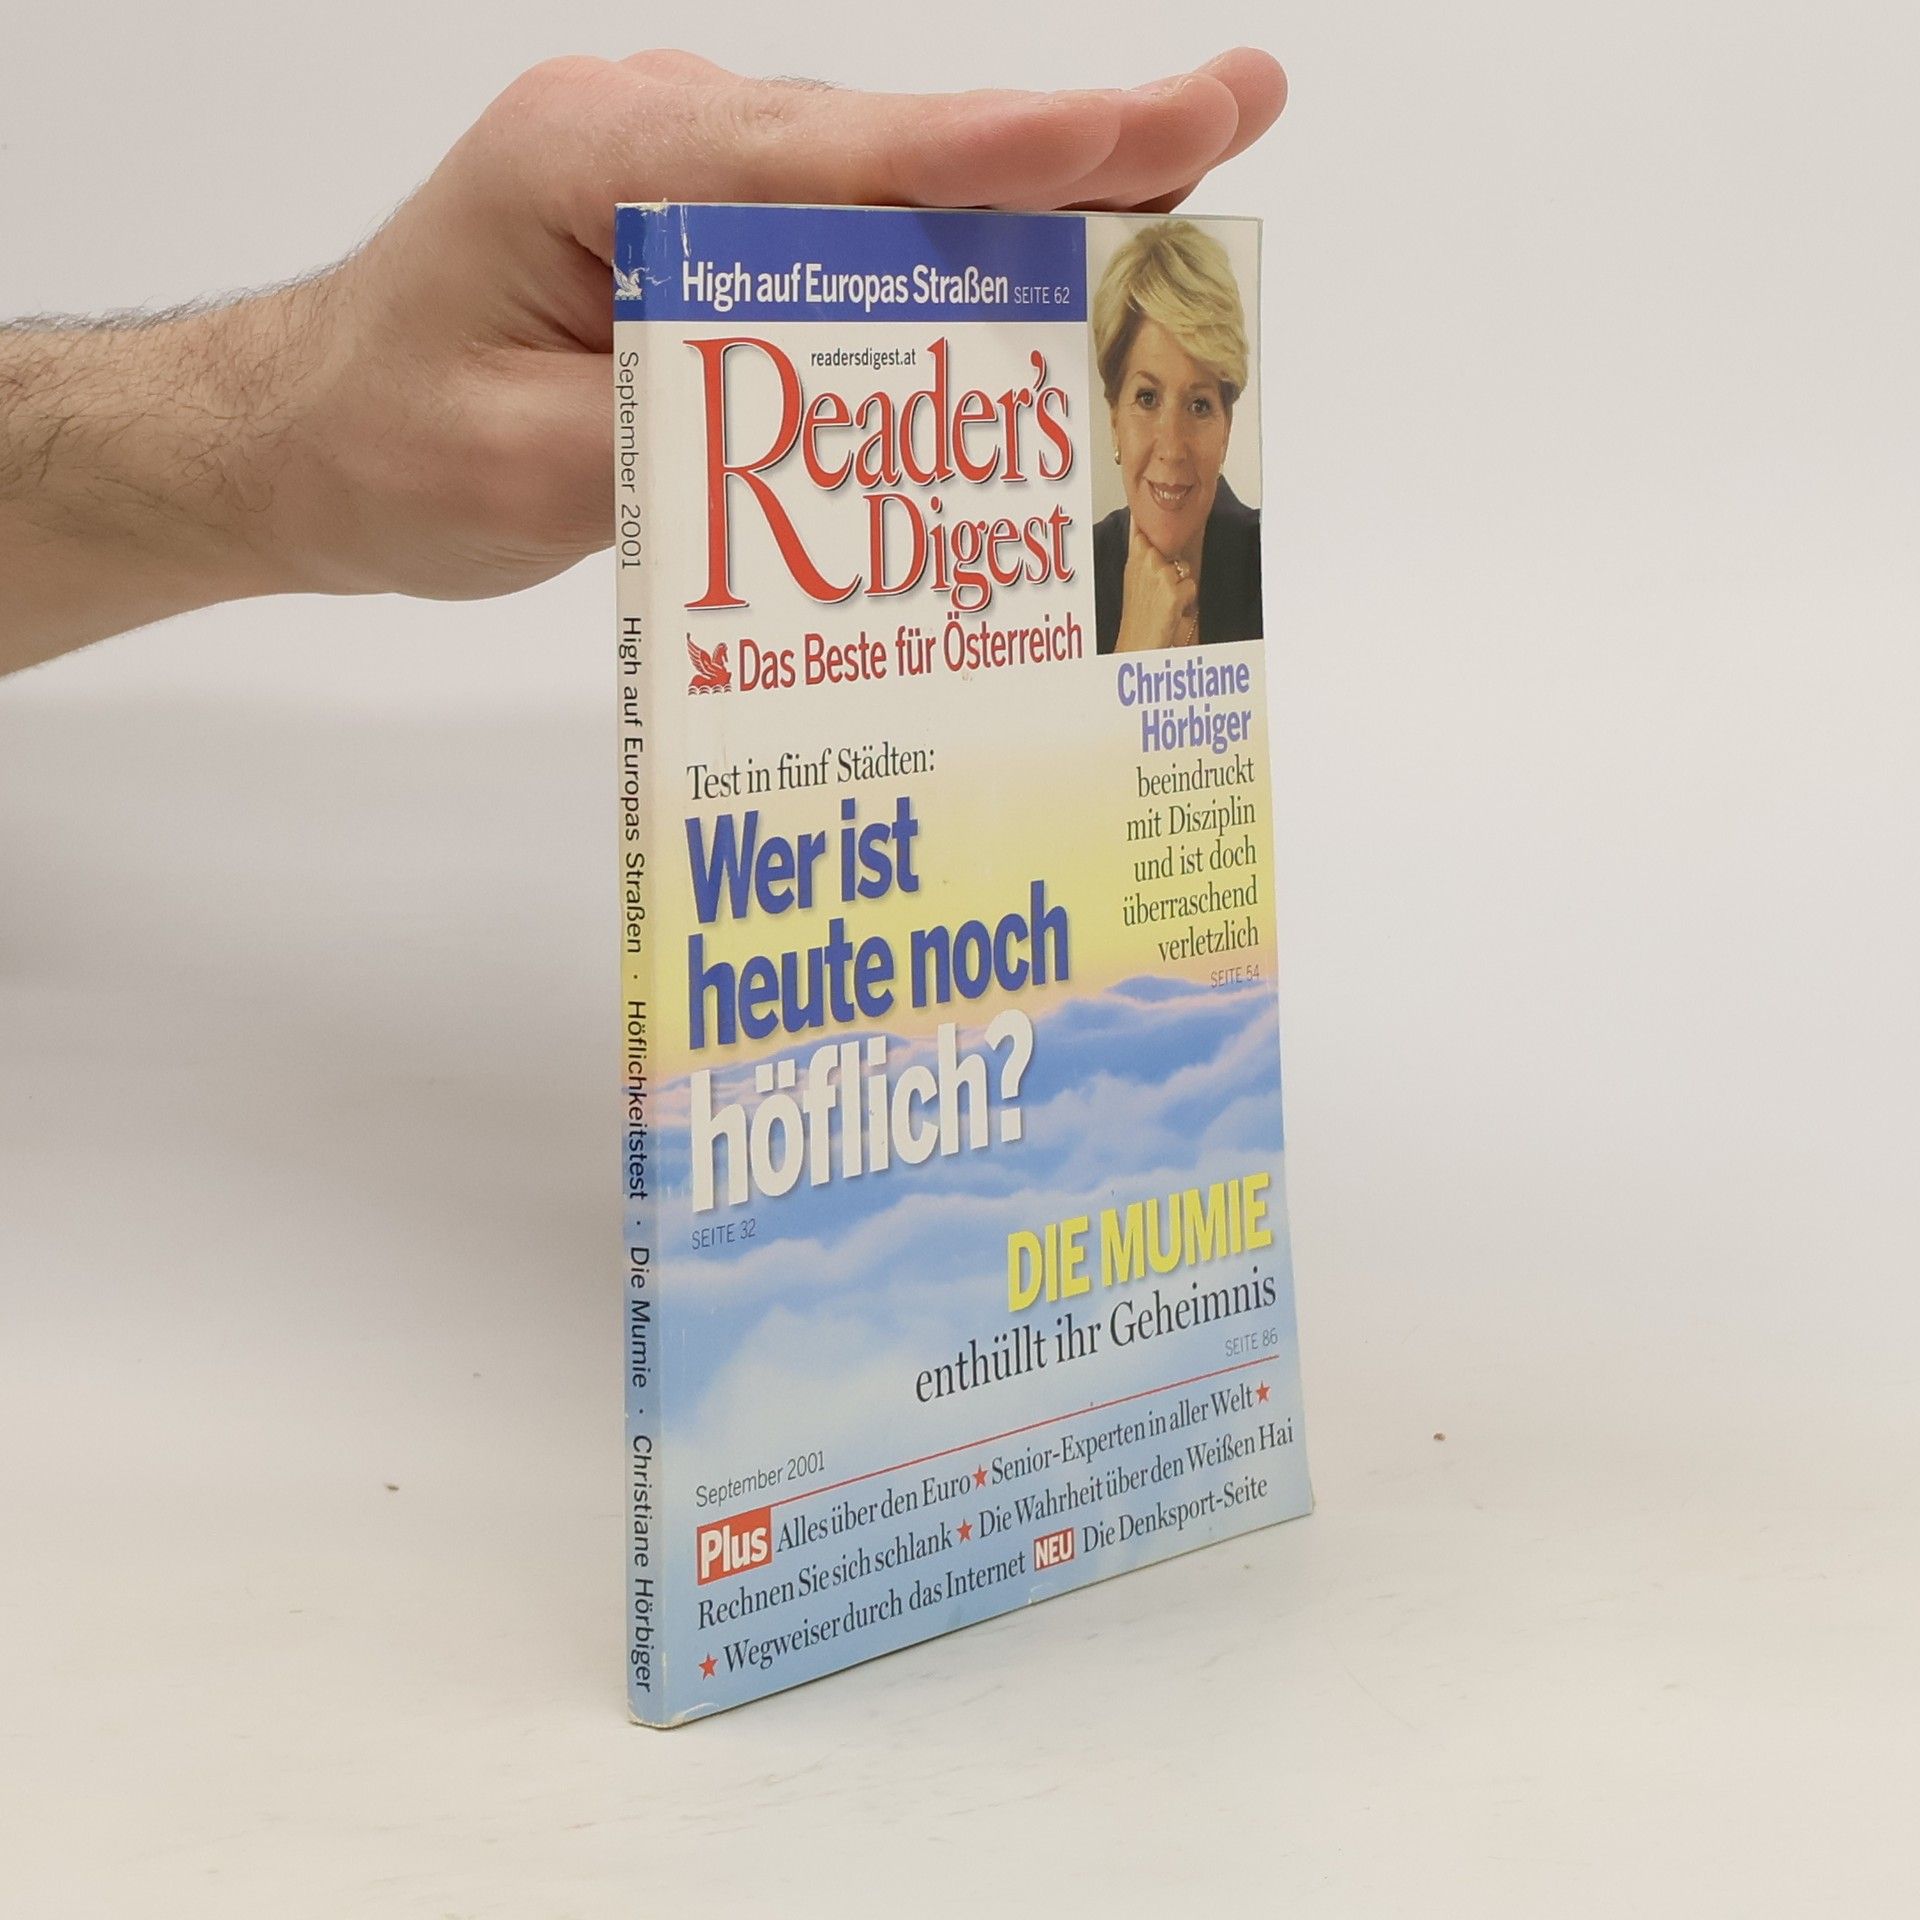 High auf Europas Straßen SEITE 62
readersdigest.at
Reader's
Digest
Das Beste für Österreich
Christiane
Hörbiger
beeindruckt
mit Disziplin
und ist doch
überraschend
verletzlich
SEITE 54
Test in fünf Städten:
Wer ist
heute noch
höflich?
SEITE 32
DIE MUMIE
enthüllt ihr Geheimnis
SEITE 86
September 2001
Plus Alles über den Euro ★ Senior-Experten in aller Welt ★
Rechnen Sie sich schlank ★ Die Wahrheit über den Weißen Hai
★ Wegweiser durch das Internet NEU Die Denksport-Seite
September 2001 High auf Europas Straßen · Höflichkeitstest · Die Mumie · Christiane Hörbiger